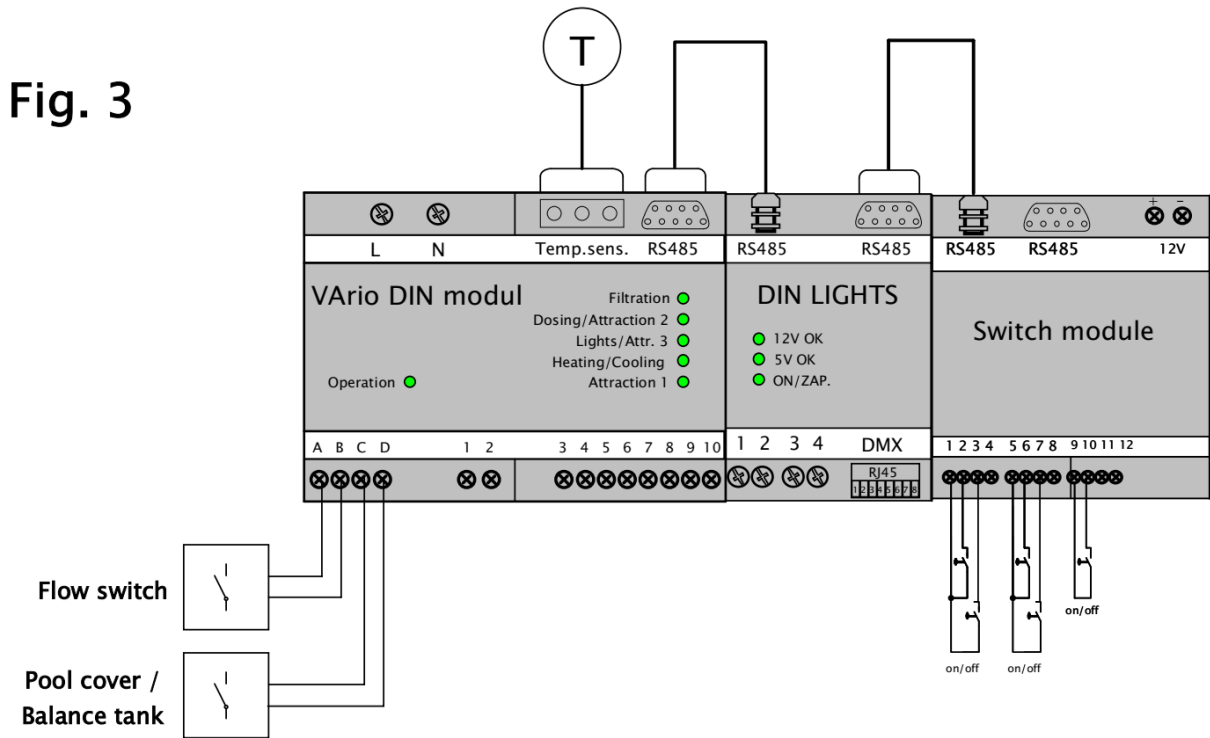 Fig. 3
T
L N Temp.sens. RS485 RS485 RS485 RS485 RS485 + - 12V
VArio DIN modul
Filtration
Dosing/Attraction 2
Lights/Attr. 3
Heating/Cooling
Operation Attraction 1
DIN LIGHTS
12V OK
5V OK
ON/ZAP.
Switch module
A B C D 1 2 3 4 5 6 7 8 9 10 1 2 3 4 DMX 1 2 3 4 5 6 7 8 9 10 11 12
RJ45
1 2 3 4 5 6 7 8
Flow switch
on/off
on/off on/off
Pool cover /
Balance tank